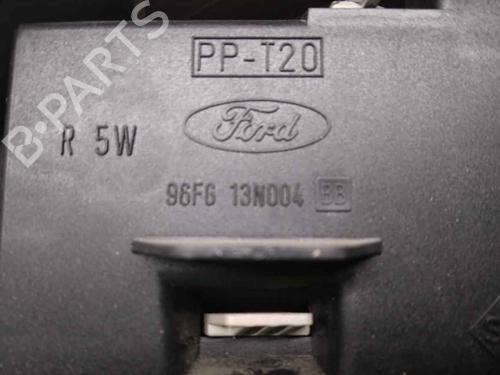 PP-T20
Ford
R 5W
96FG 13N004 BB
B-PARTS